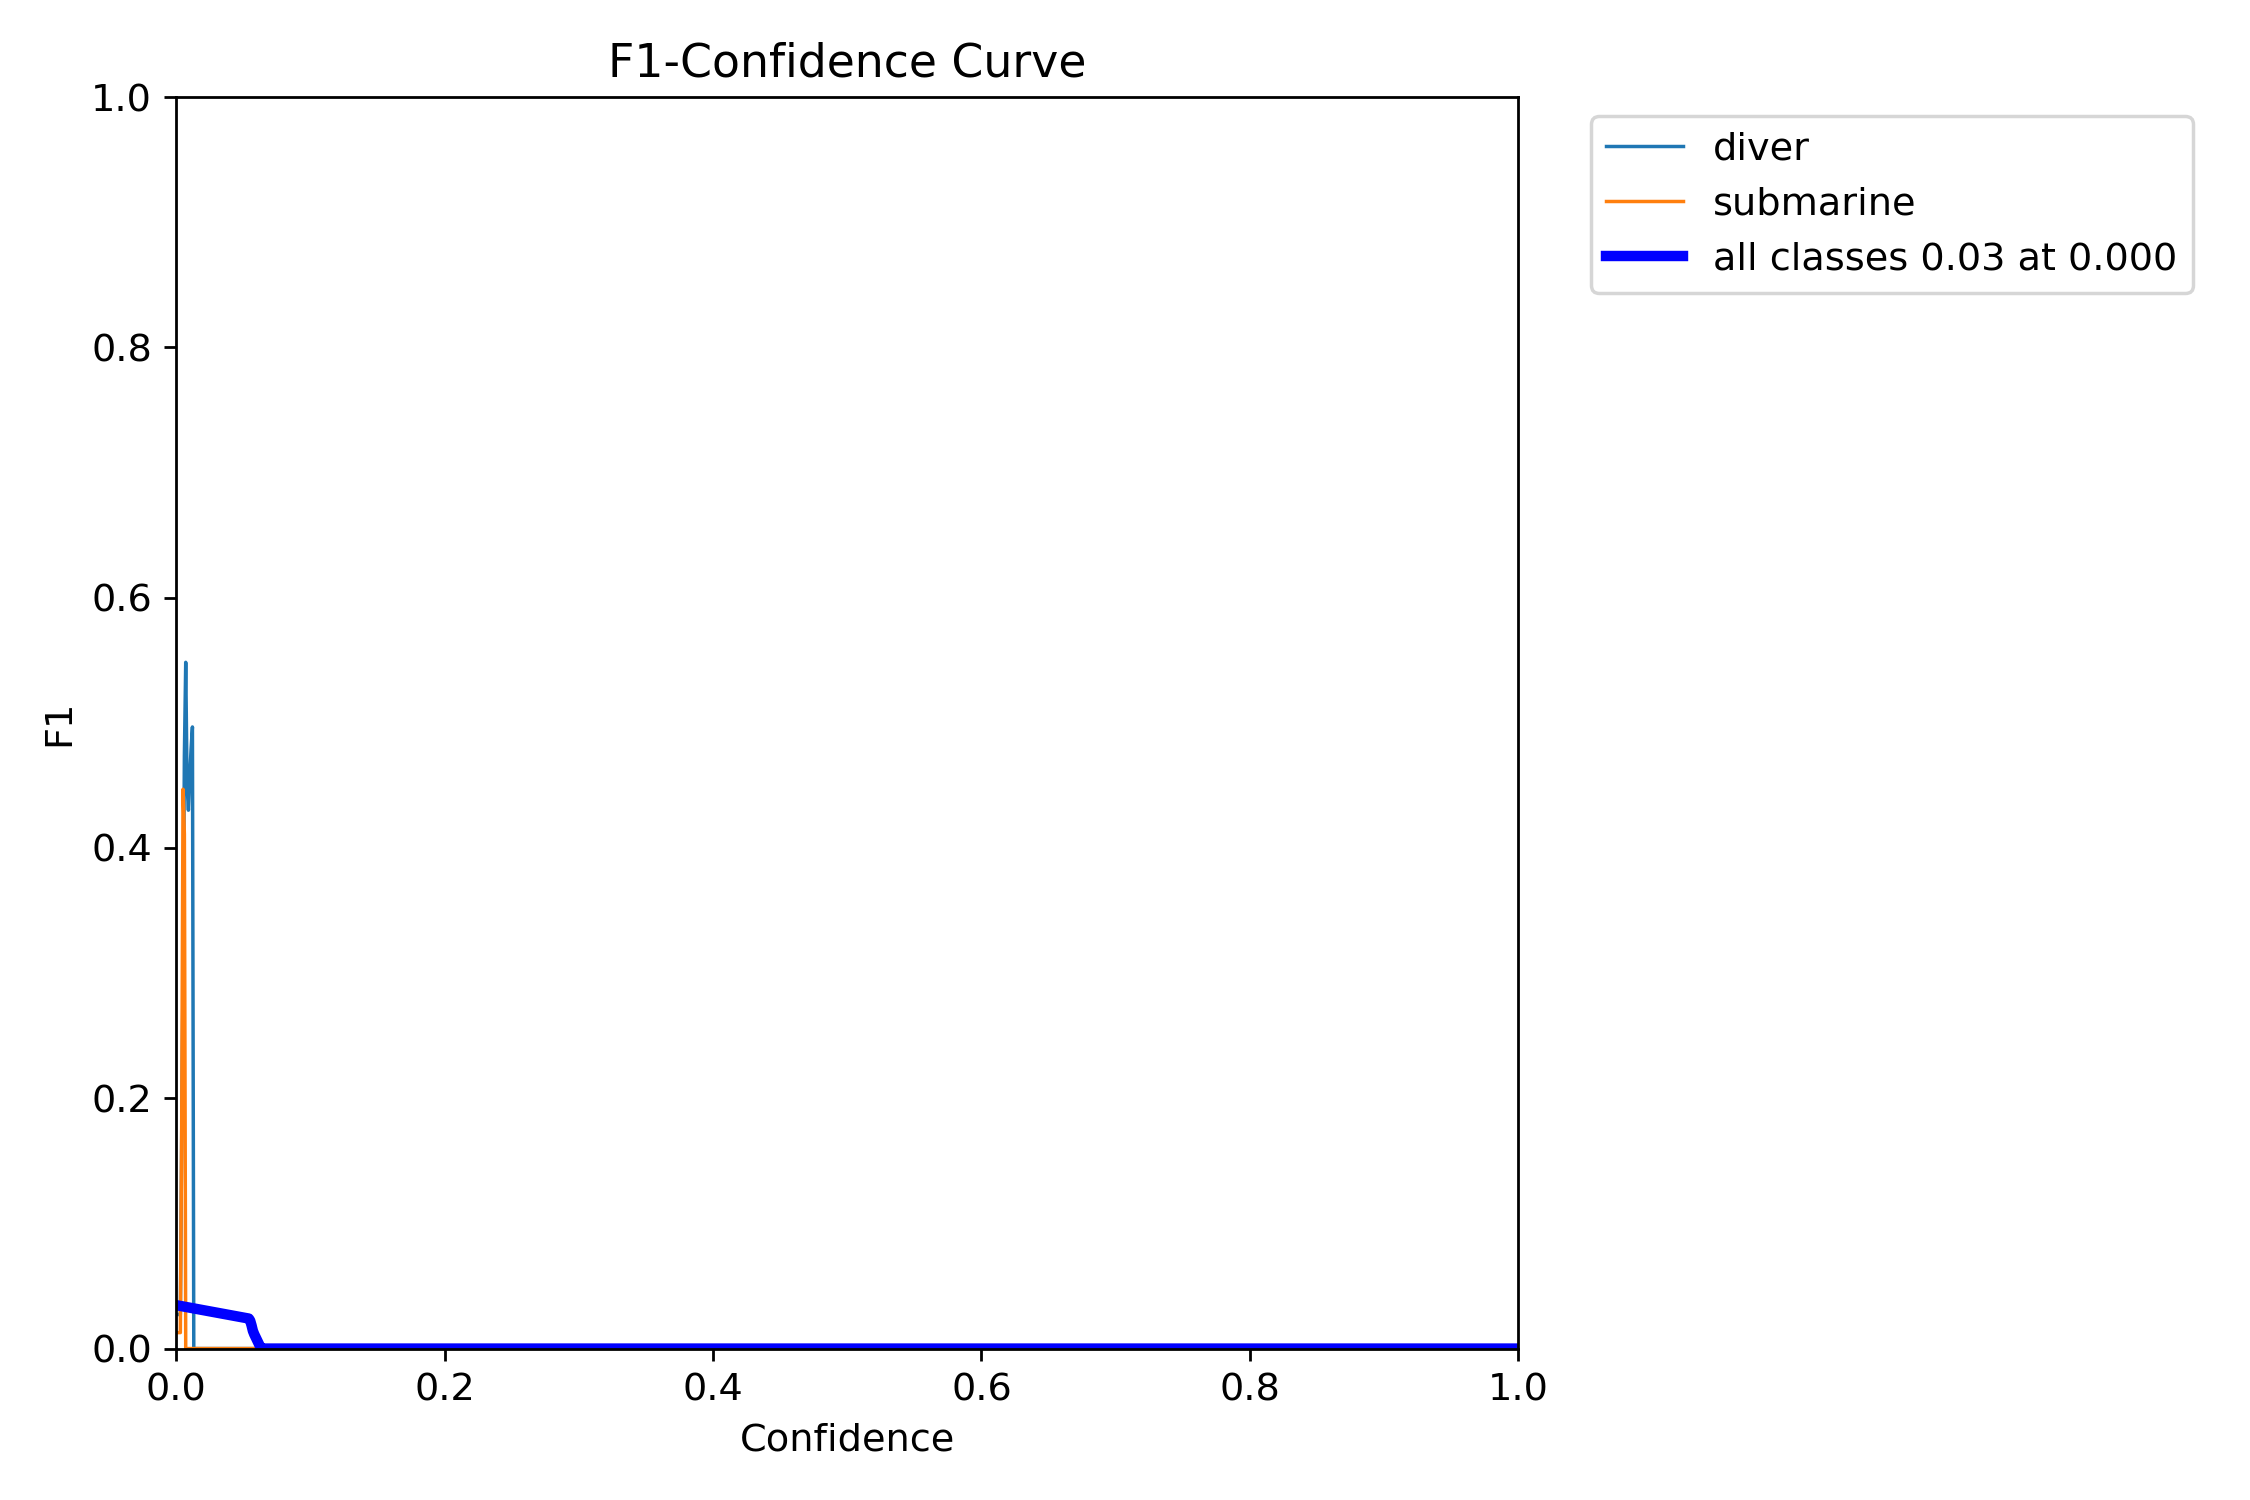 F1-Confidence Curve
1.0
0.8
0.6
0.4
0.2
0.0
F1
0.0 0.2 0.4 0.6 0.8 1.0
Confidence
diver
submarine
all classes 0.03 at 0.000